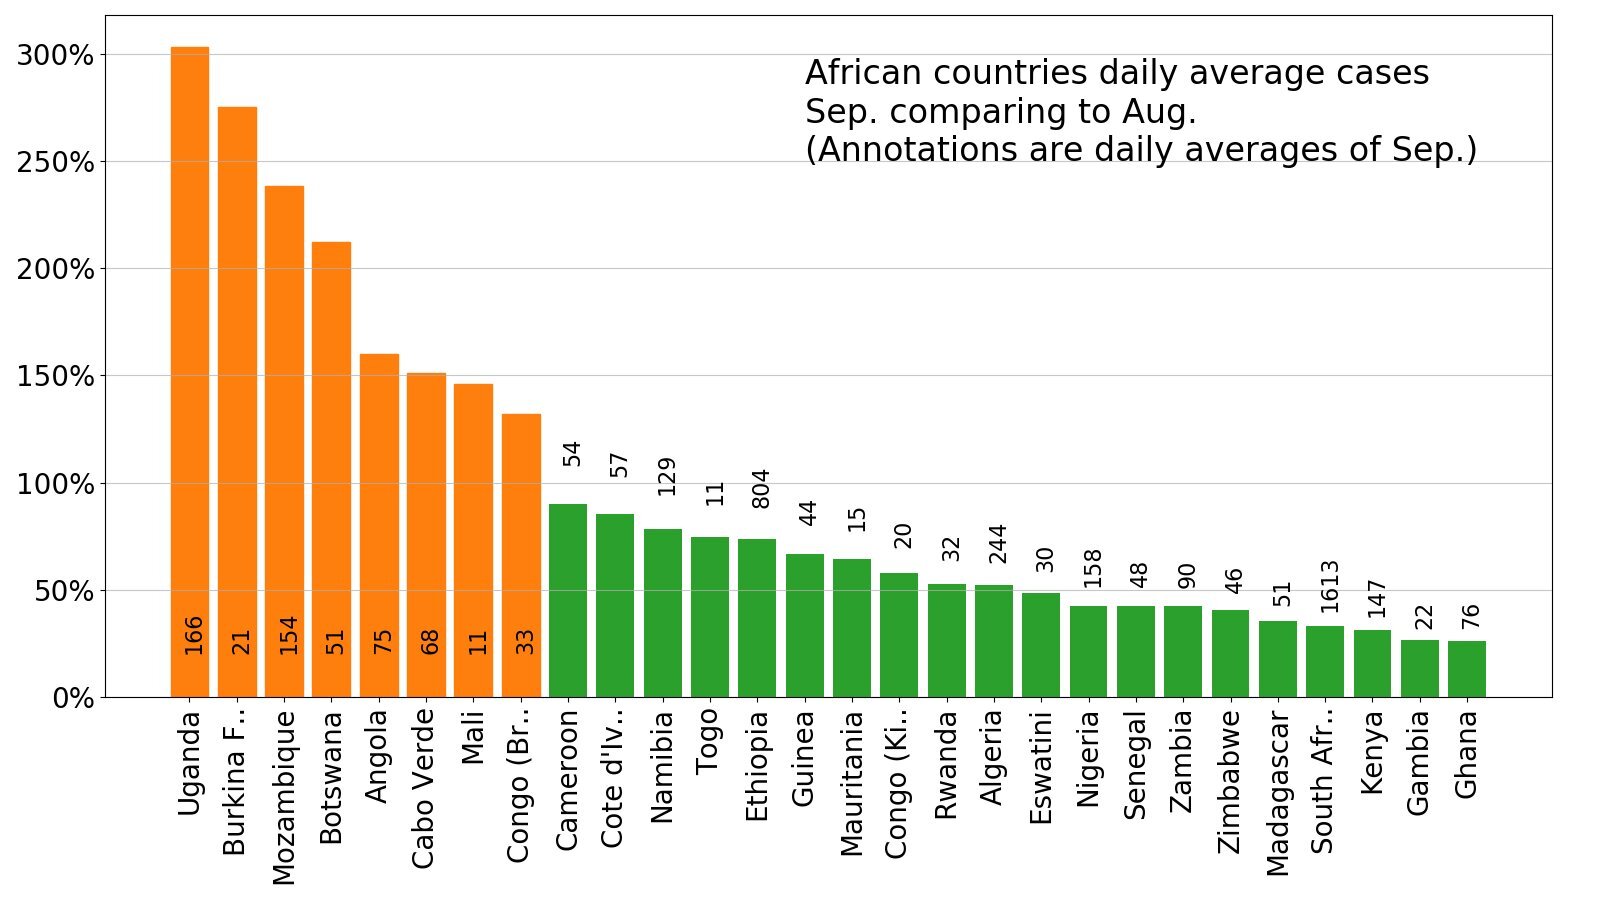 African countries daily average cases
Sep. comparing to Aug.
(Annotations are daily averages of Sep.)
300%
250%
200%
150%
100%
50%
0%
166
21
154
51
75
68
11
33
54
57
129
11
804
44
15
20
32
244
30
158
48
90
46
51
1613
147
22
76
Uganda
Burkina F..
Mozambique
Botswana
Angola
Cabo Verde
Mali
Congo (Br..
Cameroon
Cote d'Iv..
Namibia
Togo
Ethiopia
Guinea
Mauritania
Congo (Ki..
Rwanda
Algeria
Eswatini
Nigeria
Senegal
Zambia
Zimbabwe
Madagascar
South Afr..
Kenya
Gambia
Ghana